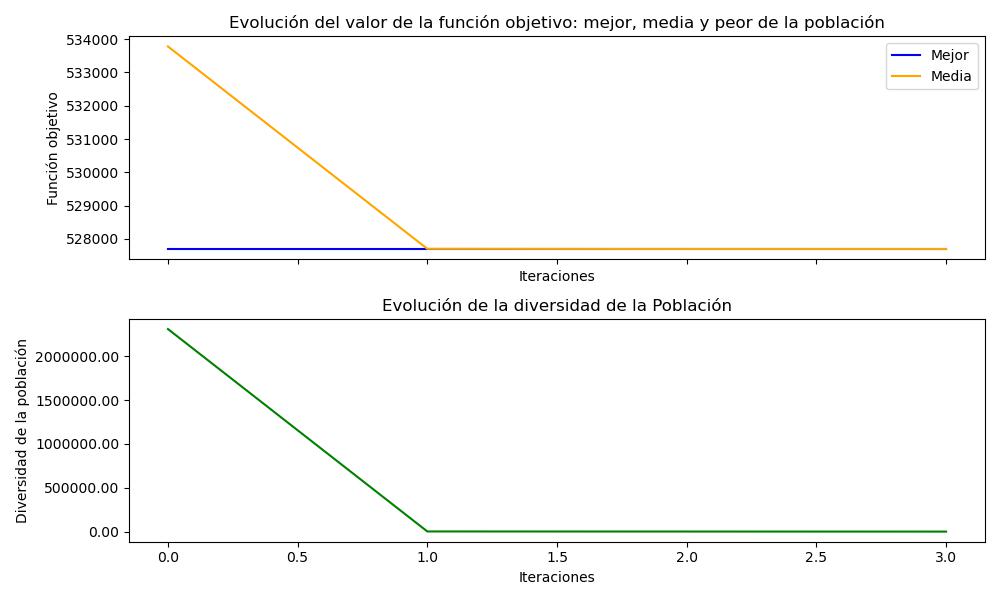 Evolución del valor de la función objetivo: mejor, media y peor de la población
534000
533000
532000
531000
530000
529000
528000
Función objetivo
Mejor
Media
Iteraciones
Evolución de la diversidad de la Población
2000000.00
1500000.00
1000000.00
500000.00
0.00
Diversidad de la población
0.0 0.5 1.0 1.5 2.0 2.5 3.0
Iteraciones